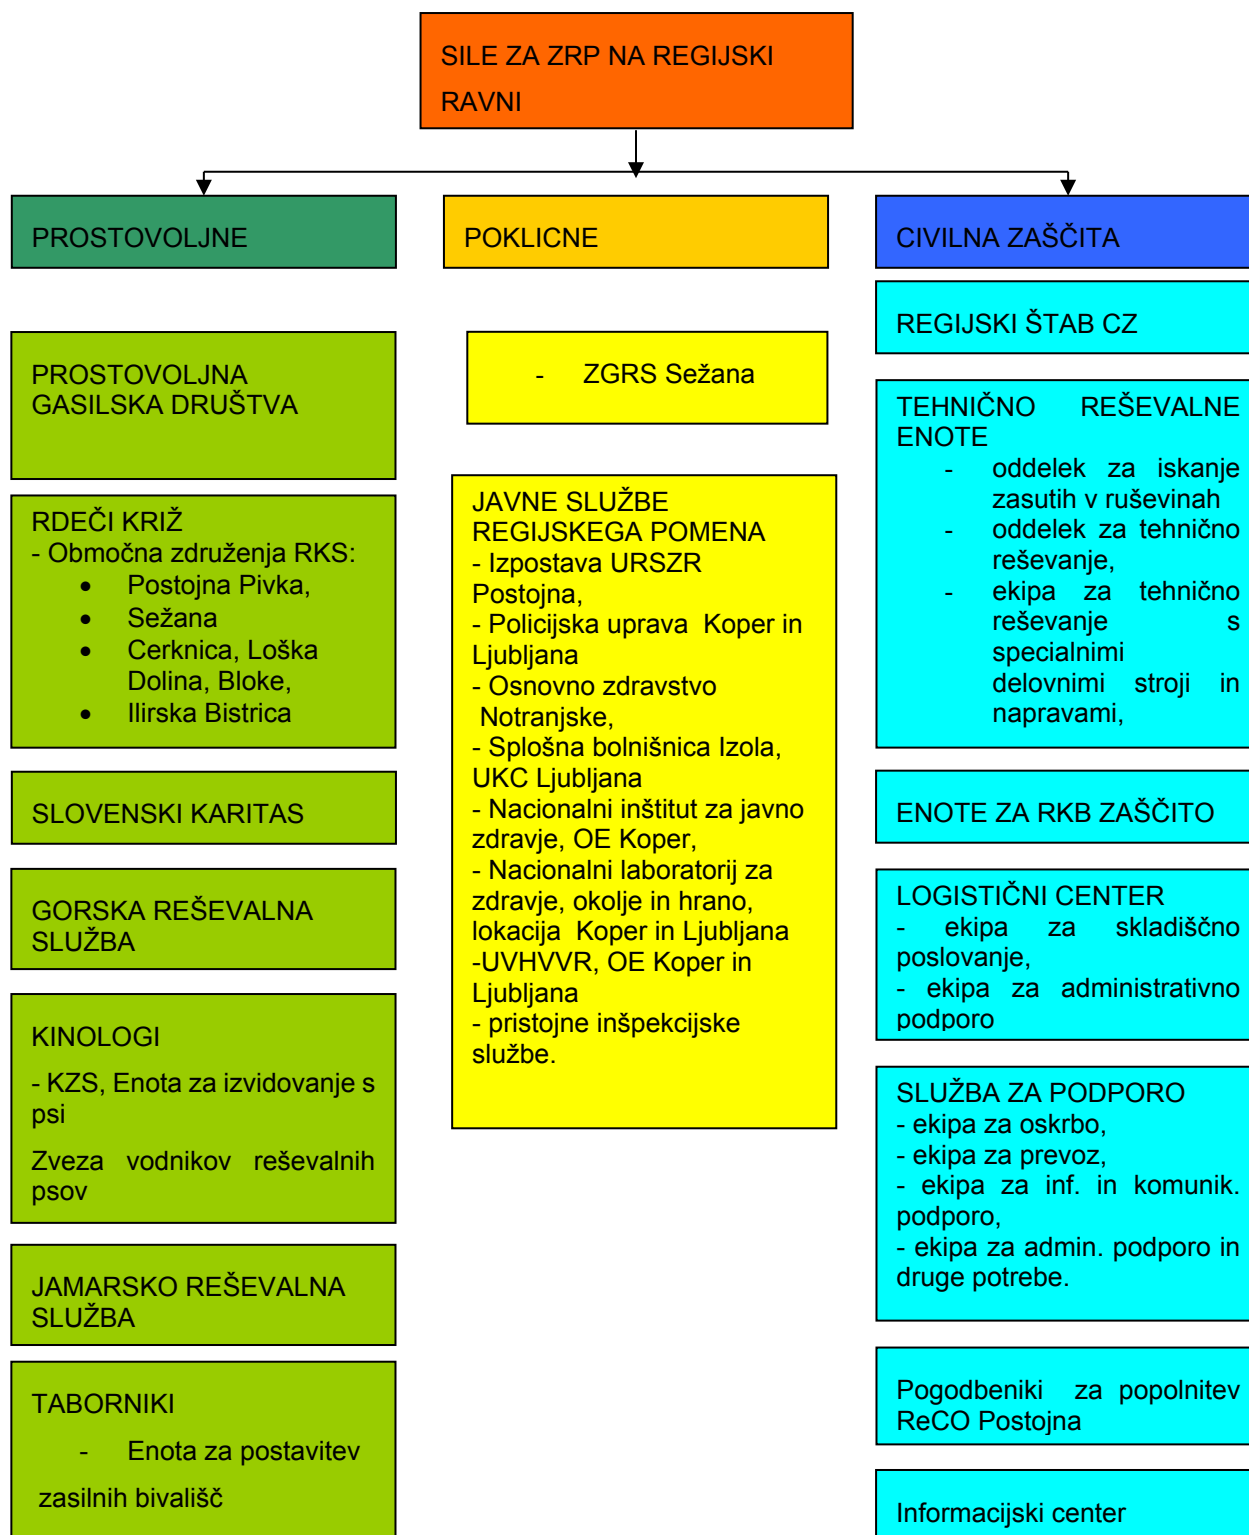 SILE ZA ZRP NA REGIJSKI
RAVNI
PROSTOVOLJNE
PROSTOVOLJNA
GASILSKA DRUŠTVA
RDEČI KRIŽ
- Območna združenja RKS:
• Postojna Pivka,
• Sežana
• Cerknica, Loška
Dolina, Bloke,
• Ilirska Bistrica
SLOVENSKI KARITAS
GORSKA REŠEVALNA
SLUŽBA
KINOLOGI
- KZS, Enota za izvidovanje s
psi
Zveza vodnikov reševalnih
psov
JAMARSKO REŠEVALNA
SLUŽBA
TABORNIKI
- Enota za postavitev
zasilnih bivališč
POKLICNE
- ZGRS Sežana
JAVNE SLUŽBE
REGIJSKEGA POMENA
- Izpostava URSZR
Postojna,
- Policijska uprava Koper in
Ljubljana
- Osnovno zdravstvo
Notranjske,
- Splošna bolnišnica Izola,
UKC Ljubljana
- Nacionalni inštitut za javno
zdravje, OE Koper,
- Nacionalni laboratorij za
zdravje, okolje in hrano,
lokacija Koper in Ljubljana
-UVHVVR, OE Koper in
Ljubljana
- pristojne inšpekcijske
službe.
CIVILNA ZAŠČITA
REGIJSKI ŠTAB CZ
TEHNIČNO REŠEVALNE
ENOTE
- oddelek za iskanje
zasutih v ruševinah
- oddelek za tehnično
reševanje,
- ekipa za tehnično
reševanje s
specialnimi
delovnimi stroji in
napravami,
ENOTE ZA RKB ZAŠČITO
LOGISTIČNI CENTER
- ekipa za skladiščno
poslovanje,
- ekipa za administrativno
podporo
SLUŽBA ZA PODPORO
- ekipa za oskrbo,
- ekipa za prevoz,
- ekipa za inf. in komunik.
podporo,
- ekipa za admin. podporo in
druge potrebe.
Pogodbeniki za popolnitev
ReCO Postojna
Informacijski center